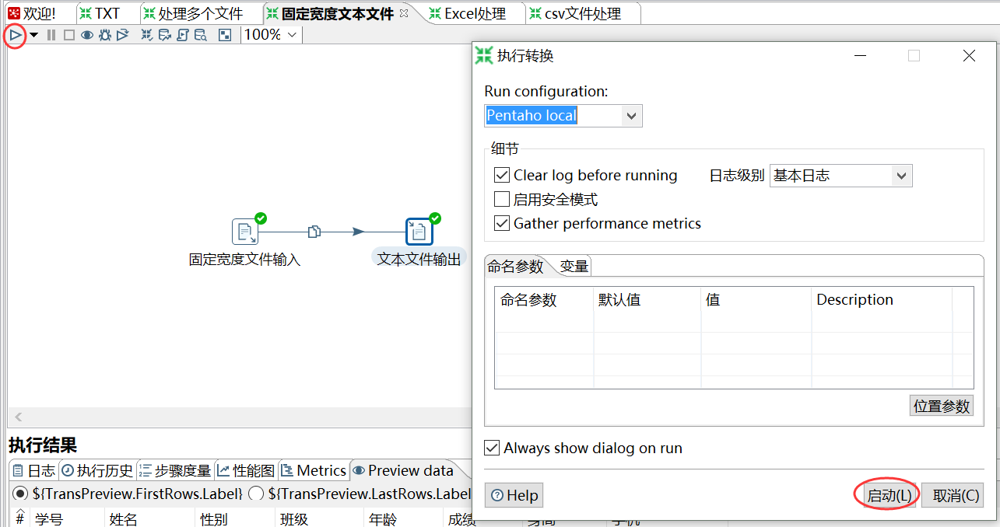 欢迎! TXT 处理多个文件 固定宽度文本文件 Excel处理 csv文件处理
100%
执行转换
Run configuration:
Pentaho local
细节
Clear log before running 日志级别 基本日志
启用安全模式
Gather performance metrics
固定宽度文件输入 文本文件输出
命名参数 变量
命名参数 默认值 值 Description
位置参数
Always show dialog on run
Help 启动(L) 取消(C)
执行结果
日志 执行历史 步骤度量 性能图 Metrics Preview data
${TransPreview.FirstRows.Label} ${TransPreview.LastRows.Label
# 学号 姓名 性别 班级 年龄 成绩 身高 手机